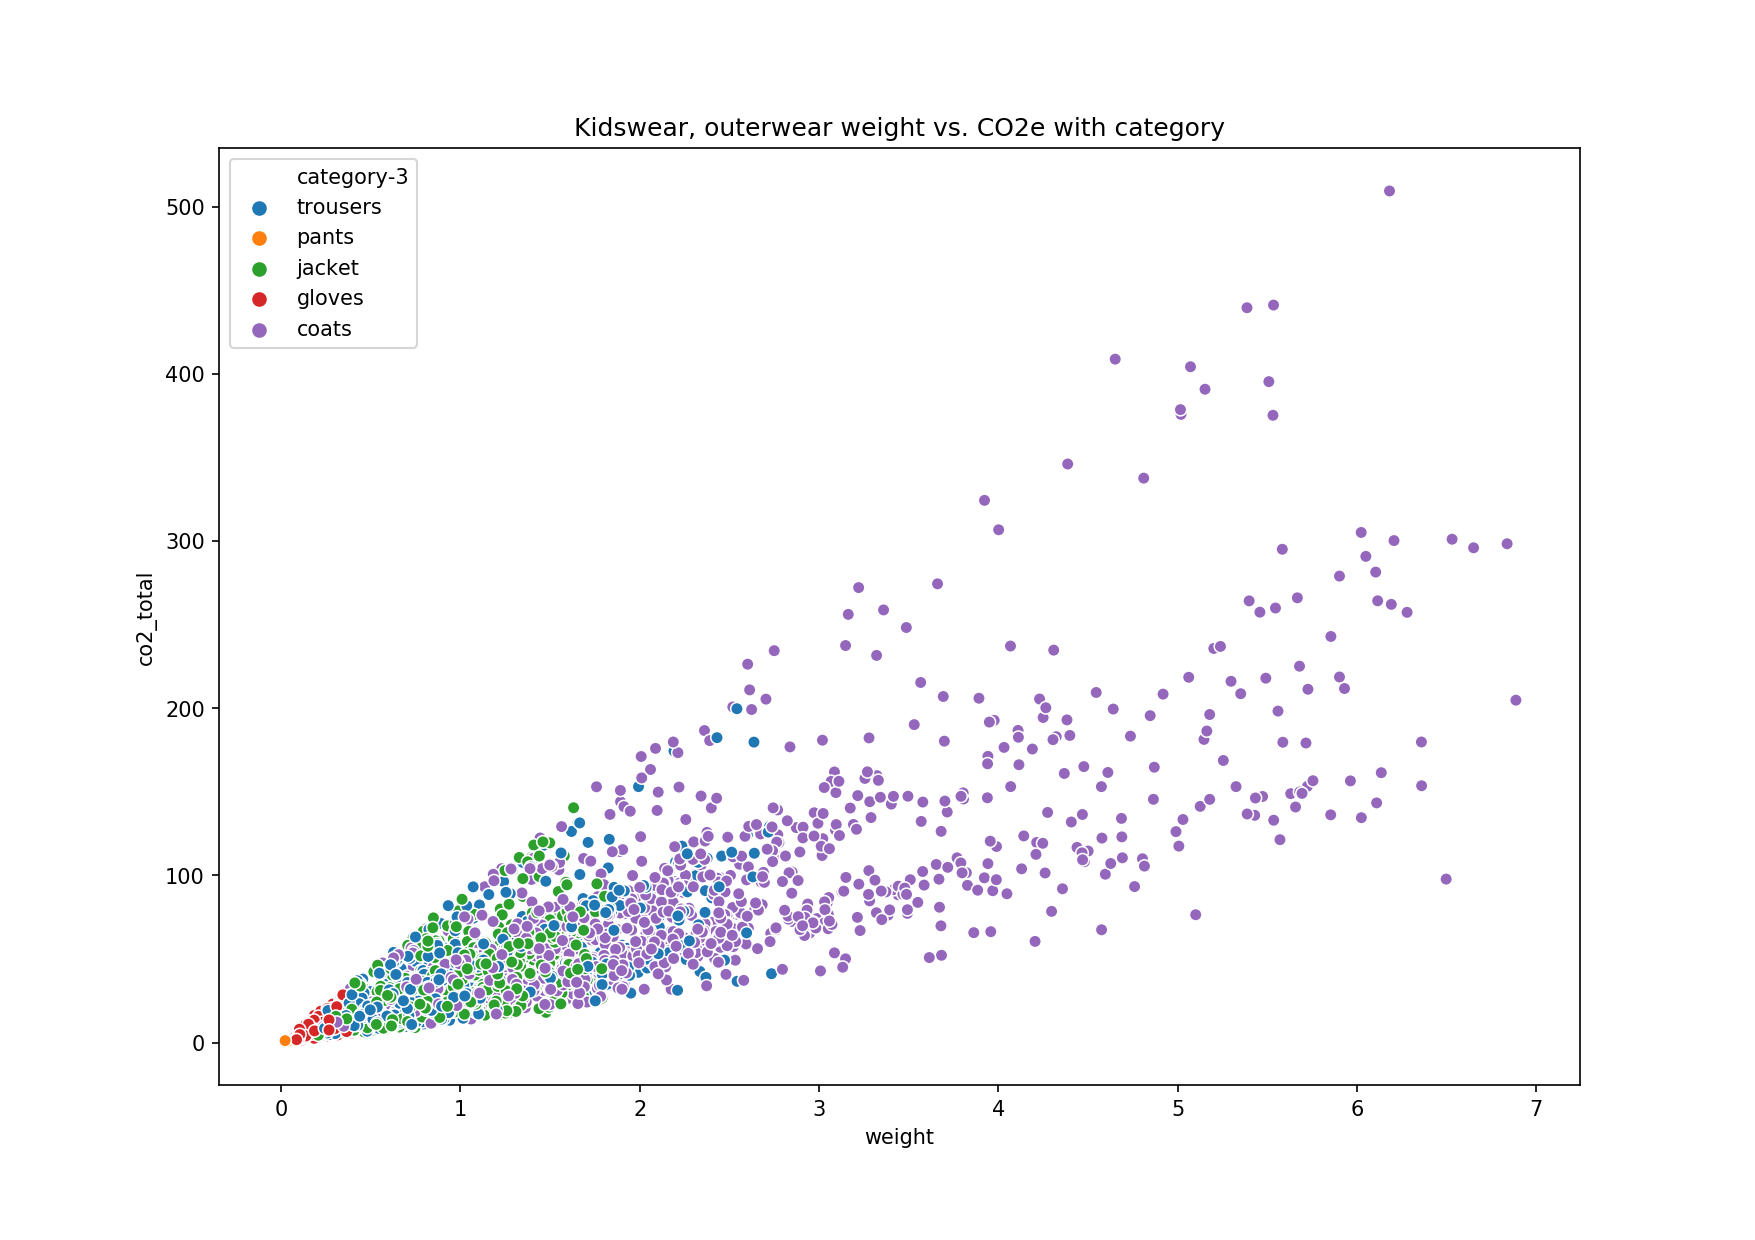 Kidswear, outerwear weight vs. CO2e with category
category-3
trousers
pants
jacket
gloves
coats
500
400
300
200
100
0
co2_total
0 1 2 3 4 5 6 7
weight